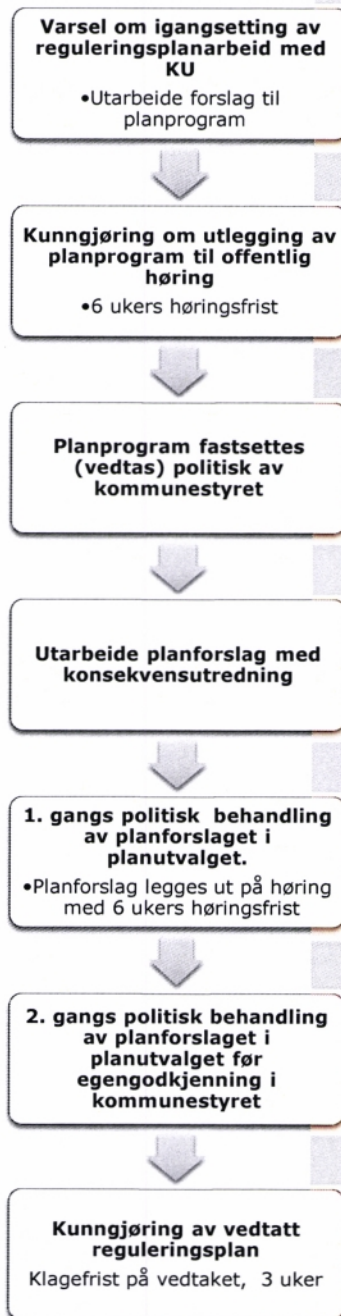 Varsel om igangsetting av
reguleringsplanarbeid med
KU
•Utarbeide forslag til
planprogram
Kunngjøring om utlegging av
planprogram til offentlig
høring
•6 ukers høringsfrist
Planprogram fastsettes
(vedtas) politisk av
kommunestyret
Utarbeide planforslag med
konsekvensutredning
1. gangs politisk behandling
av planforslaget i
planutvalget.
•Planforslag legges ut på høring
med 6 ukers høringsfrist
2. gangs politisk behandling
av planforslaget i
planutvalget før
egengodkjenning i
kommunestyret
Kunngjøring av vedtatt
reguleringsplan
Klagefrist på vedtaket, 3 uker